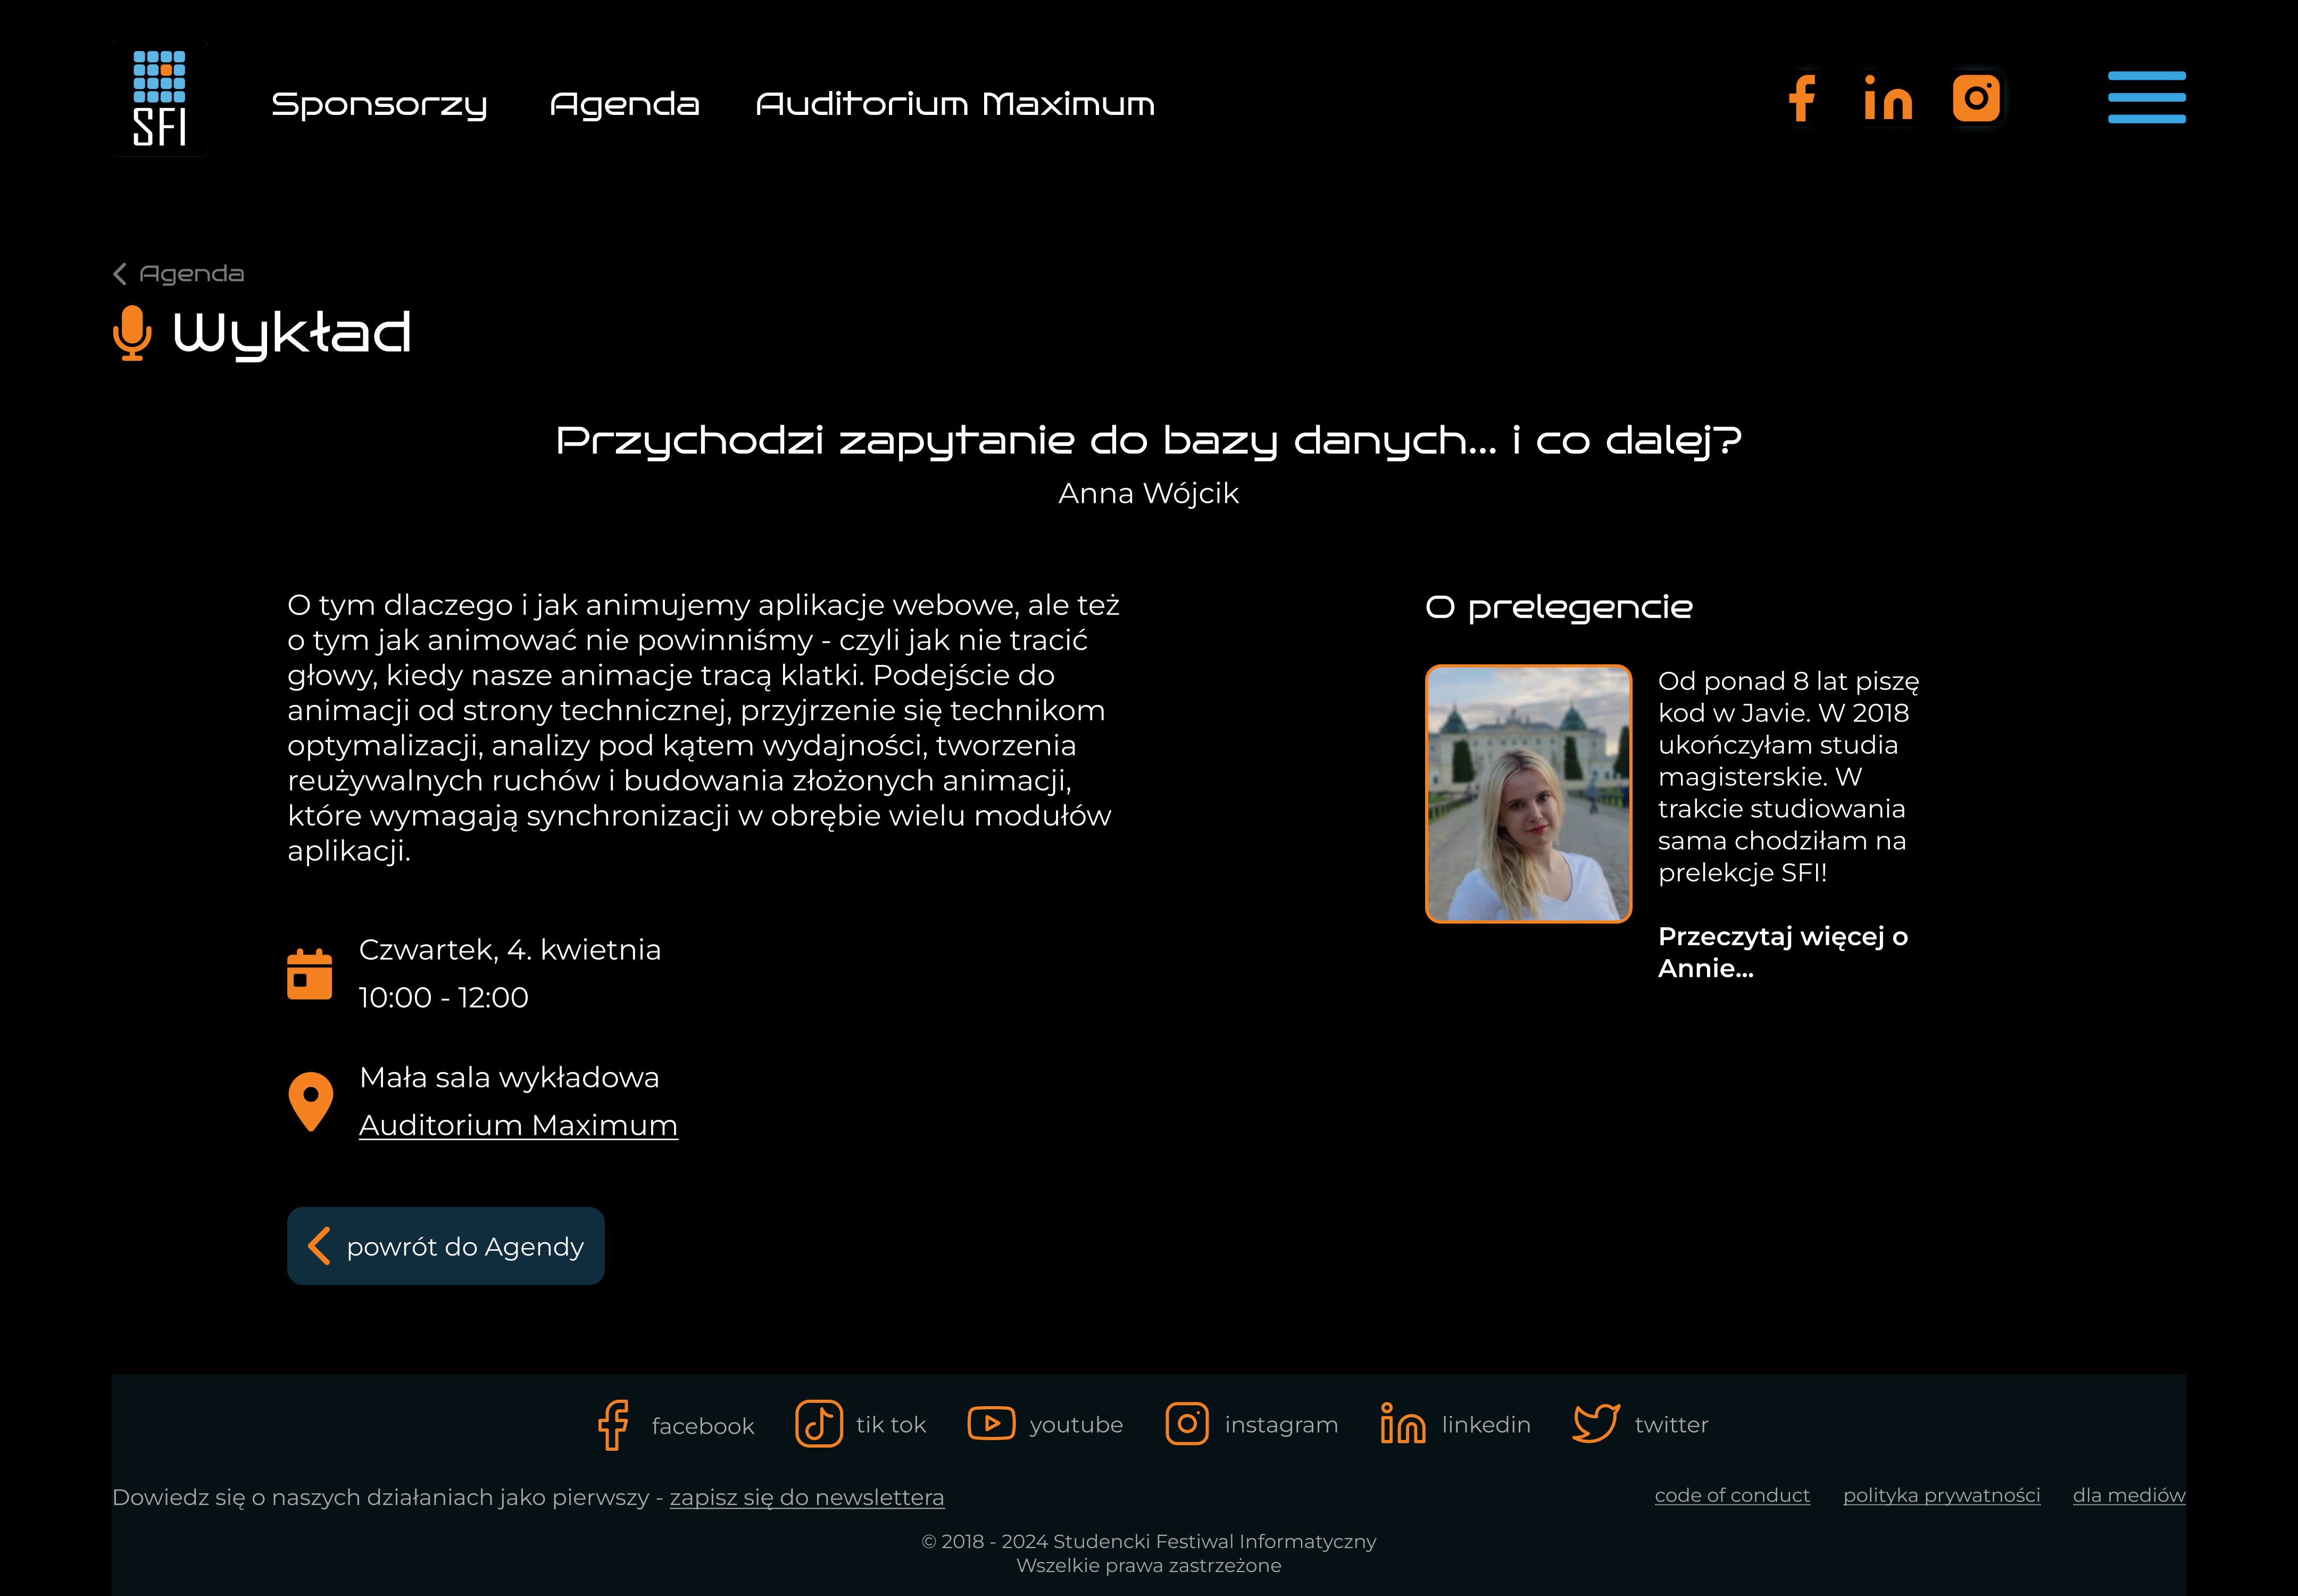 SFI
Sponsorzy
Agenda
Auditorium Maximum
Agenda
Wykład
Przychodzi zapytanie do bazy danych... i co dalej?
Anna Wójcik
O tym dlaczego i jak animujemy aplikacje webowe, ale też
o tym jak animować nie powinniśmy - czyli jak nie tracić
głowy, kiedy nasze animacje tracą klatki. Podejście do
animacji od strony technicznej, przyjrzenie się technikom
optymalizacji, analizy pod kątem wydajności, tworzenia
reużywalnych ruchów i budowania złożonych animacji,
które wymagają synchronizacji w obrębie wielu modułów
aplikacji.
Czwartek, 4. kwietnia
10:00 - 12:00
Mała sala wykładowa
Auditorium Maximum
powrót do Agendy
O prelegencie
Od ponad 8 lat piszę
kod w Javie. W 2018
ukończyłam studia
magisterskie. W
trakcie studiowania
sama chodziłam na
prelekcje SFI!
Przeczytaj więcej o
Annie...
facebook
tik tok
youtube
instagram
linkedin
twitter
Dowiedz się o naszych działaniach jako pierwszy - zapisz się do newslettera
code of conduct
polityka prywatności
dla mediów
© 2018 - 2024 Studencki Festiwal Informatyczny
Wszelkie prawa zastrzeżone